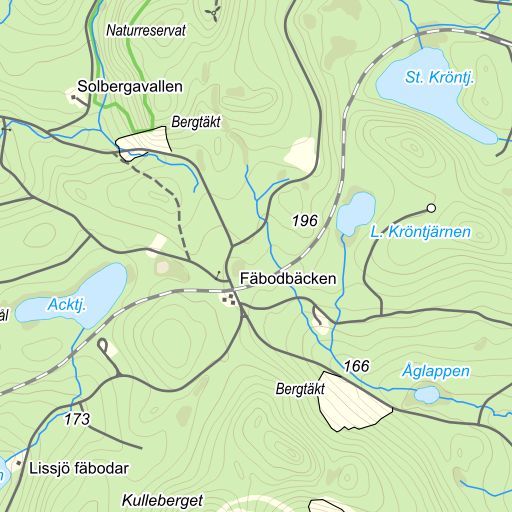 Naturreservat
St. Kröntj.
Solbergavallen
Bergtäkt
196
L. Kröntjärnen
Fäbodbäcken
Acktj.
166
Åglappen
Bergtäkt
173
Lissjö fäbodar
Kulleberget